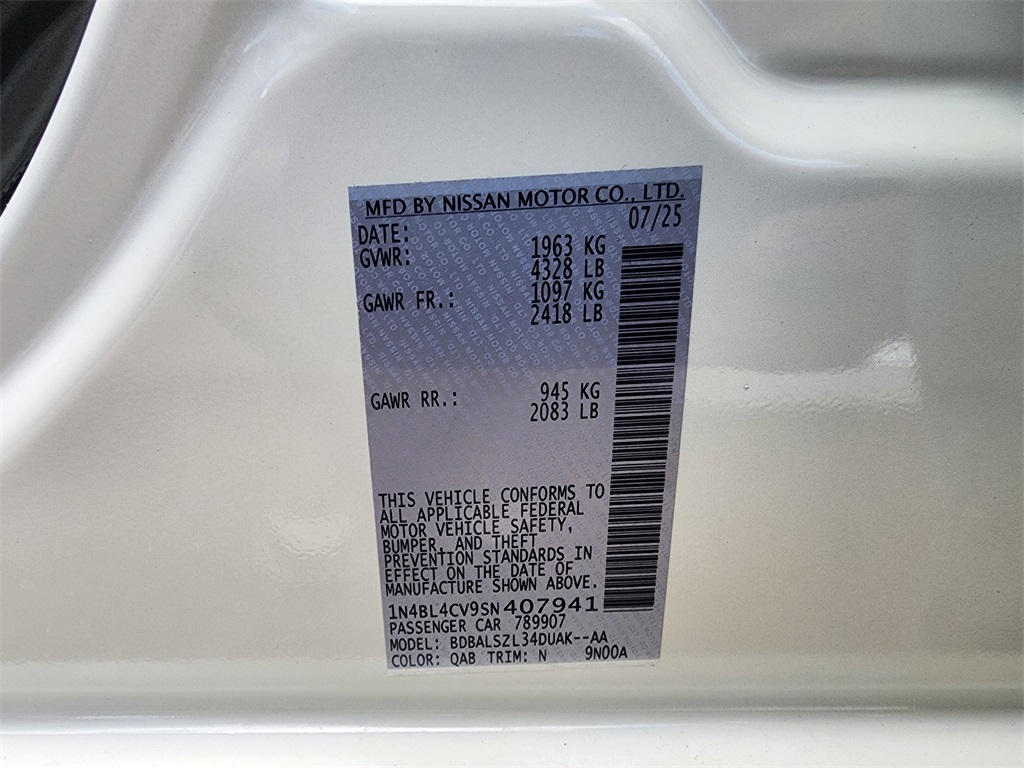 MFD BY NISSAN MOTOR CO., LTD.
DATE: 07/25
GVWR: 1963 KG
4328 LB
GAWR FR.: 1097 KG
2418 LB
GAWR RR.: 945 KG
2083 LB
THIS VEHICLE CONFORMS TO
ALL APPLICABLE FEDERAL
MOTOR VEHICLE SAFETY,
BUMPER, AND THEFT
PREVENTION STANDARDS IN
EFFECT ON THE DATE OF
MANUFACTURE SHOWN ABOVE.
1N4BL4CV9SN407941
PASSENGER CAR 789907
MODEL: BDBALSZL34DUAK--AA
COLOR: QAB TRIM: N 9N00A